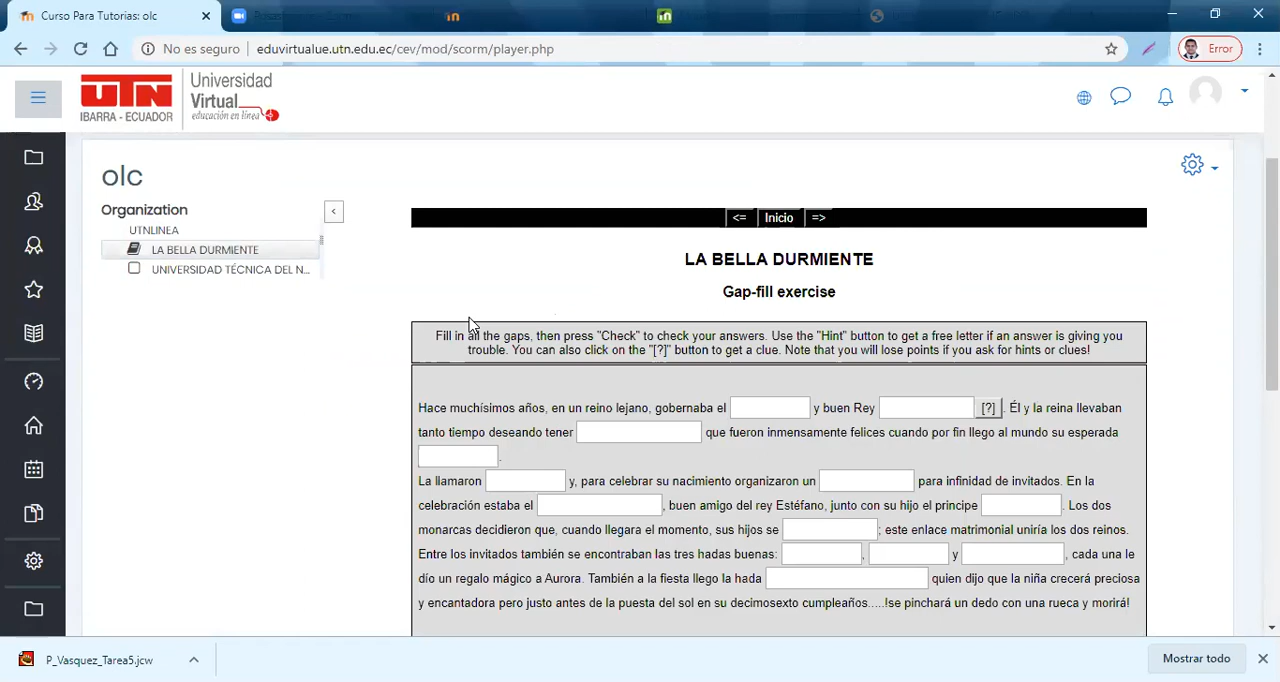 Curso Para Tutorias: olc
No es seguro
eduvirtualue.utn.edu.ec/cev/mod/scorm/player.php
Error
UTN
IBARRA - ECUADOR
Universidad
Virtual
educación en línea
olc
Organization
UTNLINEA
LA BELLA DURMIENTE
UNIVERSIDAD TÉCNICA DEL N...
<
<= Inicio =>
LA BELLA DURMIENTE
Gap-fill exercise
Fill in all the gaps, then press "Check" to check your answers. Use the "Hint" button to get a free letter if an answer is giving you
trouble. You can also click on the "[?]" button to get a clue. Note that you will lose points if you ask for hints or clues!
Hace muchísimos años, en un reino lejano, gobernaba el y buen Rey [?] . Él y la reina llevaban
tanto tiempo deseando tener que fueron inmensamente felices cuando por fin llego al mundo su esperada
.
La llamaron y, para celebrar su nacimiento organizaron un para infinidad de invitados. En la
celebración estaba el , buen amigo del rey Estéfano, junto con su hijo el principe . Los dos
monarcas decidieron que, cuando llegara el momento, sus hijos se ; este enlace matrimonial uniría los dos reinos.
Entre los invitados también se encontraban las tres hadas buenas: , y , cada una le
dío un regalo mágico a Aurora. También a la fiesta llego la hada quien dijo que la niña crecerá preciosa
y encantadora pero justo antes de la puesta del sol en su decimosexto cumpleaños.....!se pinchará un dedo con una rueca y morirá!
P_Vasquez_Tarea5.jcw
Mostrar todo